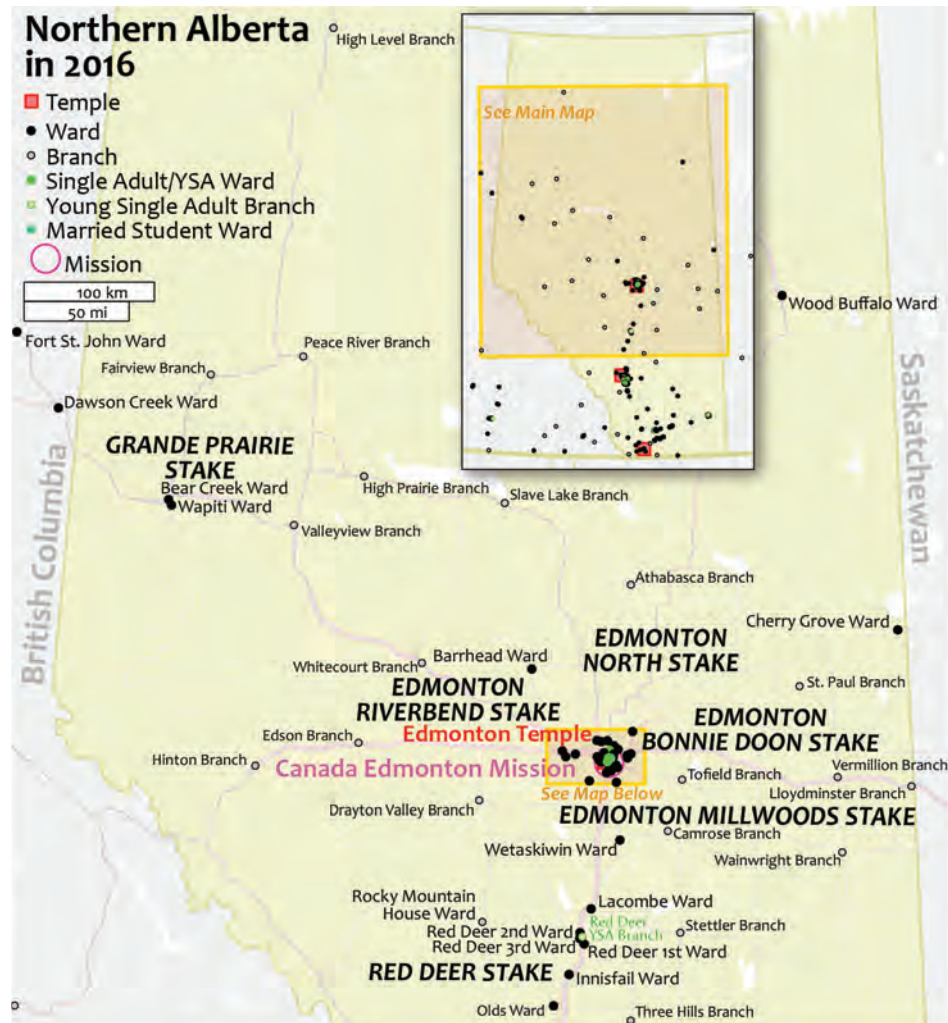 Northern Alberta
in 2016
Temple
Ward
Branch
Single Adult/YSA Ward
Young Single Adult Branch
Married Student Ward
Mission
100 km
50 mi
High Level Branch
See Main Map
Fort St. John Ward
Peace River Branch
Wood Buffalo Ward
Fairview Branch
Dawson Creek Ward
GRANDE PRAIRIE
STAKE
Bear Creek Ward
Wapiti Ward
High Prairie Branch
Slave Lake Branch
Valleyview Branch
British Columbia
Saskatchewan
Athabasca Branch
Cherry Grove Ward
EDMONTON
NORTH STAKE
Barrhead Ward
Whitecourt Branch
St. Paul Branch
EDMONTON
RIVERBEND STAKE
EDMONTON
BONNIE DOON STAKE
Edmonton Temple
Edson Branch
Hinton Branch
Canada Edmonton Mission
See Map Below
Tofield Branch
Vermillion Branch
Lloydminster Branch
Drayton Valley Branch
EDMONTON MILLWOODS STAKE
Camrose Branch
Wetaskiwin Ward
Wainwright Branch
Rocky Mountain
House Ward
Lacombe Ward
Red Deer
YSA Branch
Red Deer 2nd Ward
Red Deer 3rd Ward
Red Deer 1st Ward
Stettler Branch
RED DEER STAKE
Innisfail Ward
Olds Ward
Three Hills Branch